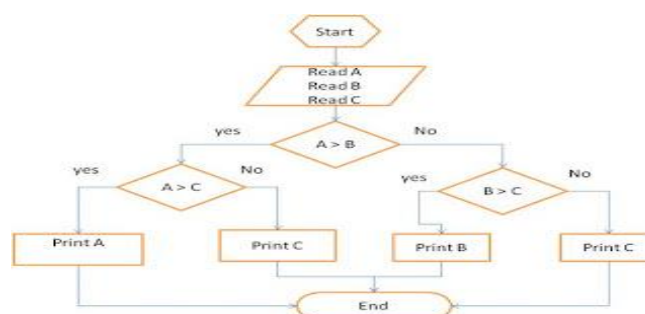 Start
Read A
Read B
Read C
yes
No
A > B
yes
No
yes
No
A > C
B > C
Print A
Print C
Print B
Print C
End